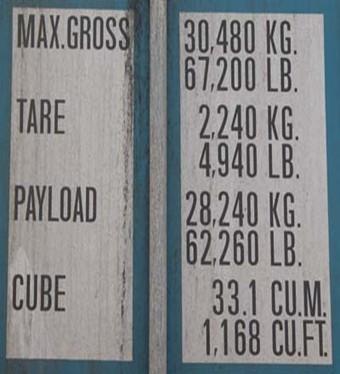 MAX.GROSS 30,480 KG.
67,200 LB.
TARE 2,240 KG.
4,940 LB.
PAYLOAD 28,240 KG.
62,260 LB.
CUBE 33.1 CU.M.
1,168 CU.FT.